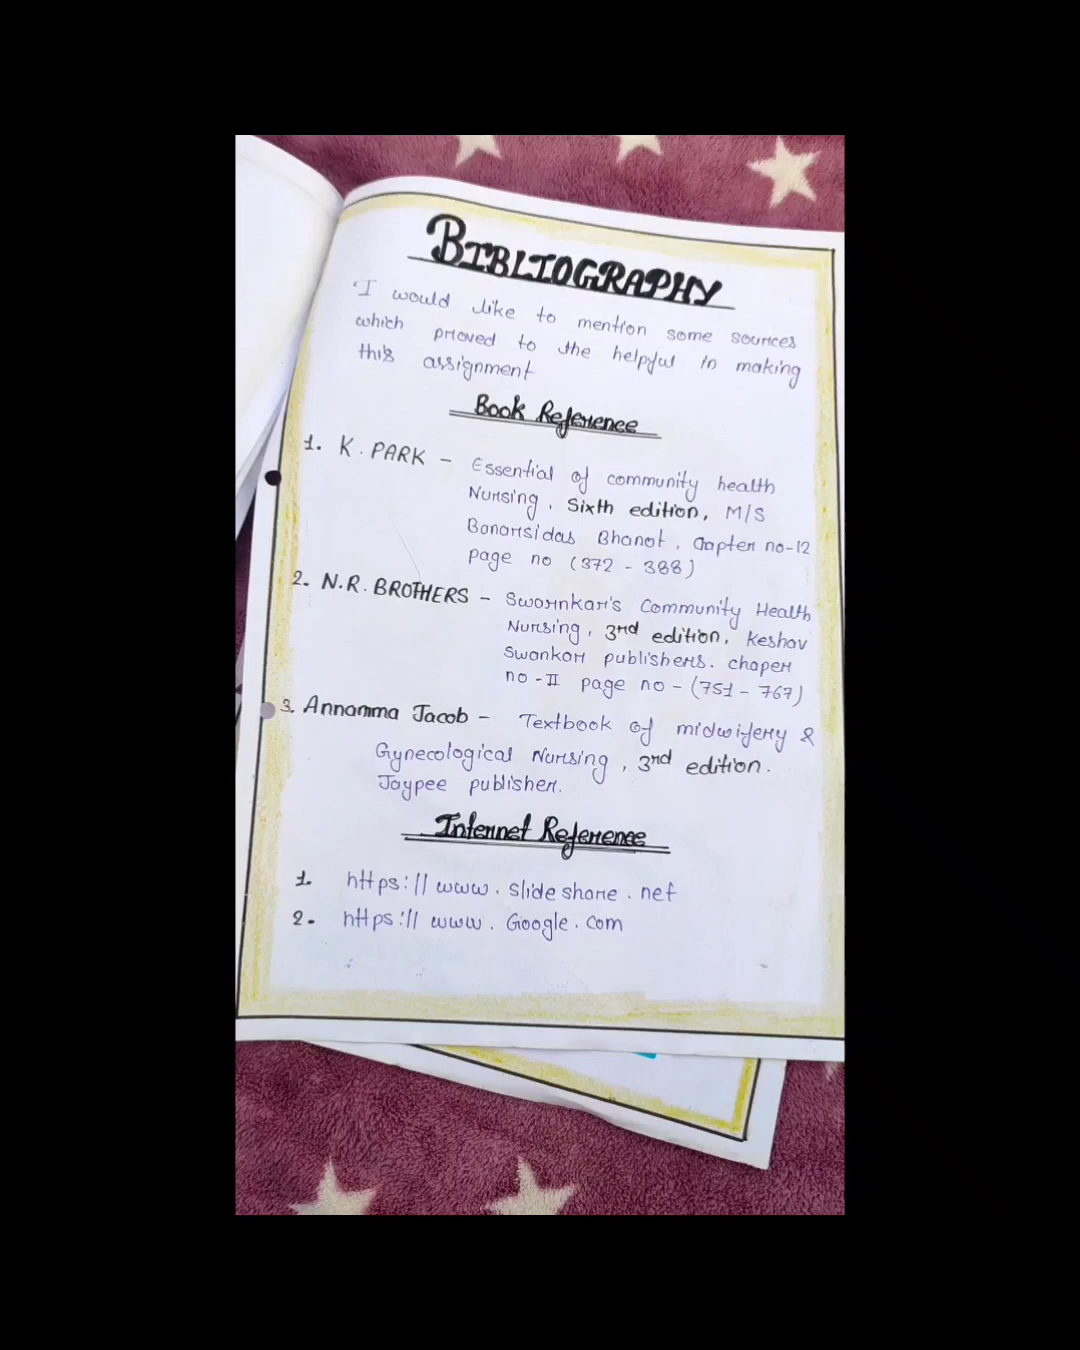 BIBLIOGRAPHY
'I would like to mention some sources
which proved to the helpful in making
this assignment
Book Reference
1. K. PARK - Essential of community health
Nursing, Sixth edition, M/S
Banarsidas Bhanot, Capter no-12
page no (372 - 388)
2. N.R. BROTHERS - Swornkar's Community Health
Nursing, 3rd edition, Keshav
Swankar publishers. chaper
no - II page no - (751 - 767)
3. Annamma Jacob - Textbook of midwifery &
Gynecological Nursing, 3rd edition.
Jaypee publisher.
Internet Reference
1. https:// www. Slide share. net
2. https:// www. Google. com